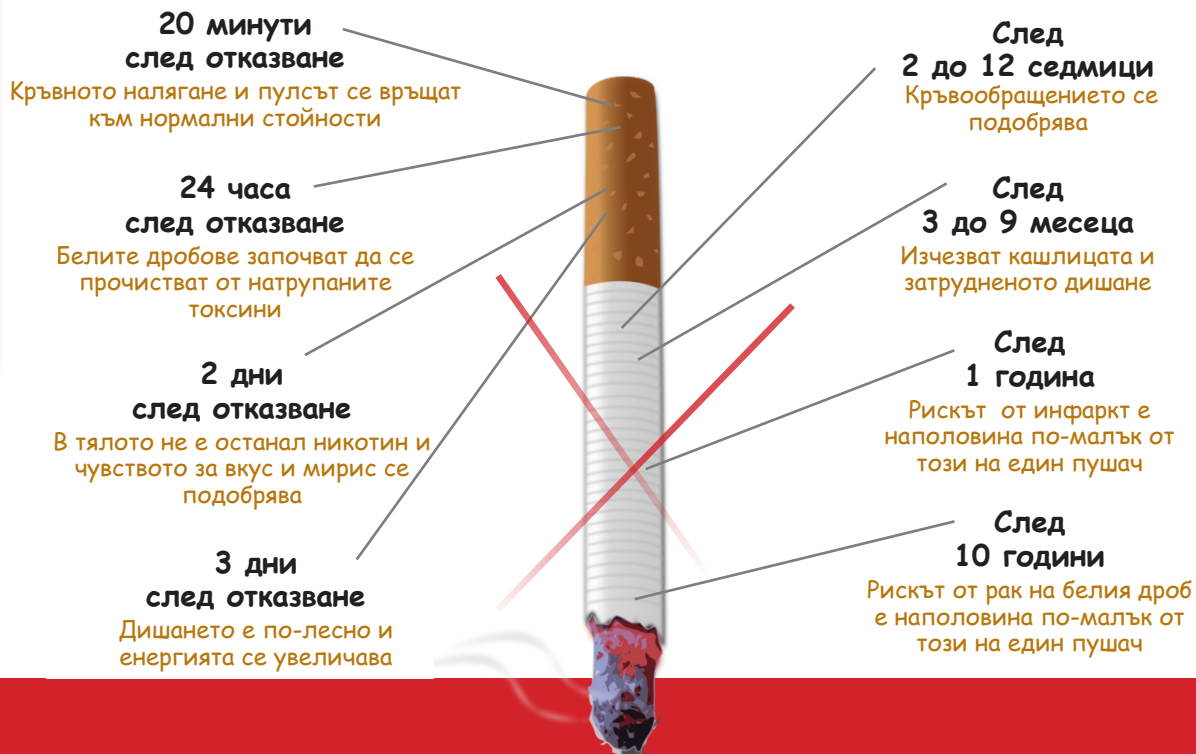 20 минути
след отказване
Кръвното налягане и пулсът се връщат
към нормални стойности
24 часа
след отказване
Белите дробове започват да се
прочистват от натрупаните
токсини
2 дни
след отказване
В тялото не е останал никотин и
чувството за вкус и мирис се
подобрява
3 дни
след отказване
Дишането е по-лесно и
енергията се увеличава
След
2 до 12 седмици
Кръвообращението се
подобрява
След
3 до 9 месеца
Изчезват кашлицата и
затрудненото дишане
След
1 година
Рискът от инфаркт е
наполовина по-малък от
този на един пушач
След
10 години
Рискът от рак на белия дроб
е наполовина по-малък от
този на един пушач